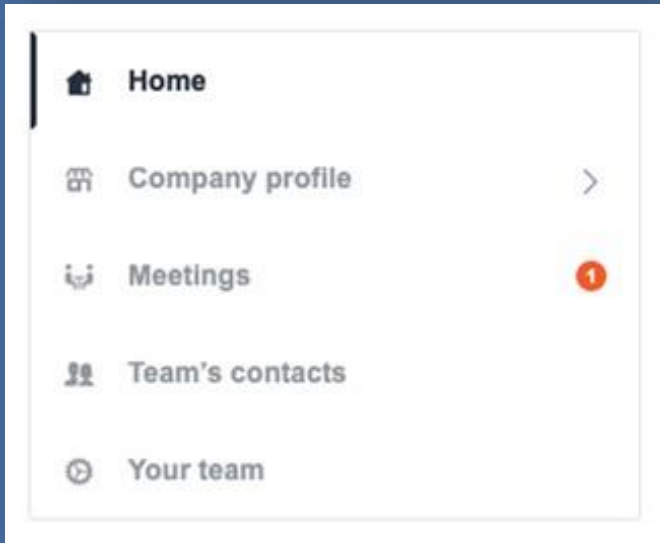 Home
Company profile
Meetings 1
Team's contacts
Your team